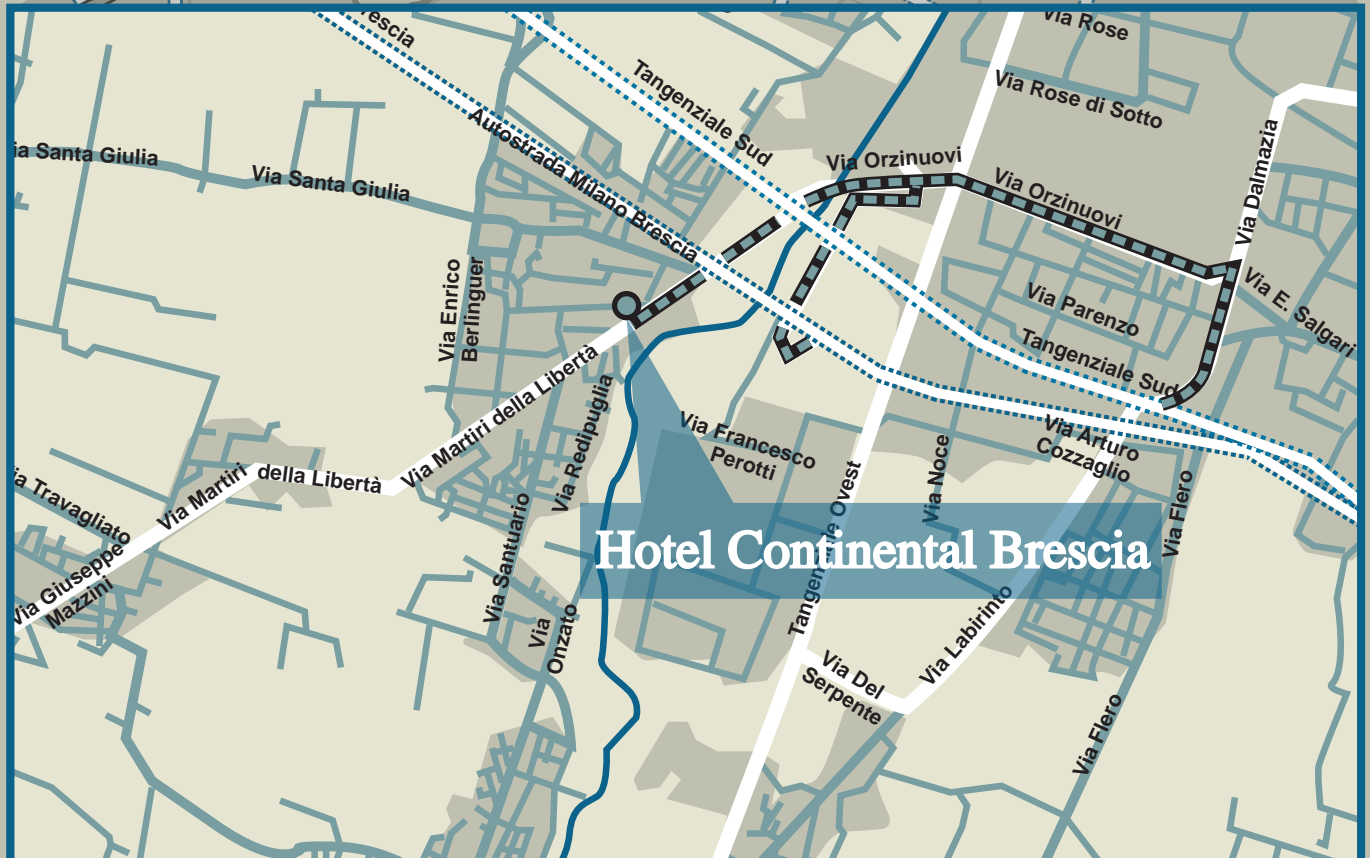 Via Rose
rescia
Tangenziale Sud
Via Rose di Sotto
Autostrada Milano Brescia
Via Dalmazia
ia Santa Giulia
Via Santa Giulia
Via Orzinuovi
Via Orzinuovi
Via Enrico
Berlinguer
Via Parenzo
Via E. Salgari
Tangenziale Sud
Via Martiri della Libertà
Via Redipuglia
Via Francesco
Perotti
Via Arturo
Cozzaglio
Via Noce
Via Martiri
della Libertà
ia Travagliato
Via Santuario
Tangenziale Ovest
Via Flero
Hotel Continental Brescia
Via Giuseppe
Mazzini
Via
Onzato
Via Labirinto
Via Del
Serpente
Via Flero